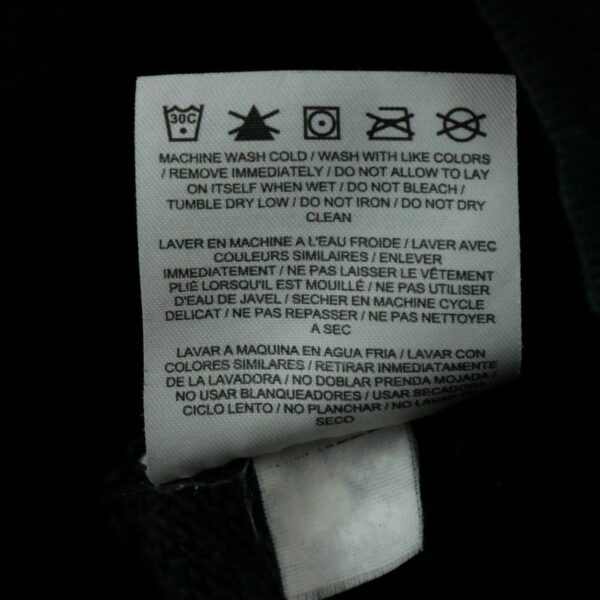 30C
MACHINE WASH COLD / WASH WITH LIKE COLORS
/ REMOVE IMMEDIATELY / DO NOT ALLOW TO LAY
ON ITSELF WHEN WET / DO NOT BLEACH /
TUMBLE DRY LOW / DO NOT IRON / DO NOT DRY
CLEAN
LAVER EN MACHINE A L'EAU FROIDE / LAVER AVEC
COULEURS SIMILAIRES / ENLEVER
IMMEDIATEMENT / NE PAS LAISSER LE VÊTEMENT
PLIÉ LORSQU'IL EST MOUILLÉ / NE PAS UTILISER
D'EAU DE JAVEL / SECHER EN MACHINE CYCLE
DELICAT / NE PAS REPASSER / NE PAS NETTOYER
A SEC
LAVAR A MAQUINA EN AGUA FRIA / LAVAR CON
COLORES SIMILARES / RETIRAR INMEDIATAMENTE
DE LA LAVADORA / NO DOBLAR PRENDA MOJADA /
NO USAR BLANQUEADORES / USAR SECADORA
CICLO LENTO / NO PLANCHAR / NO LAVAR EN
SECO